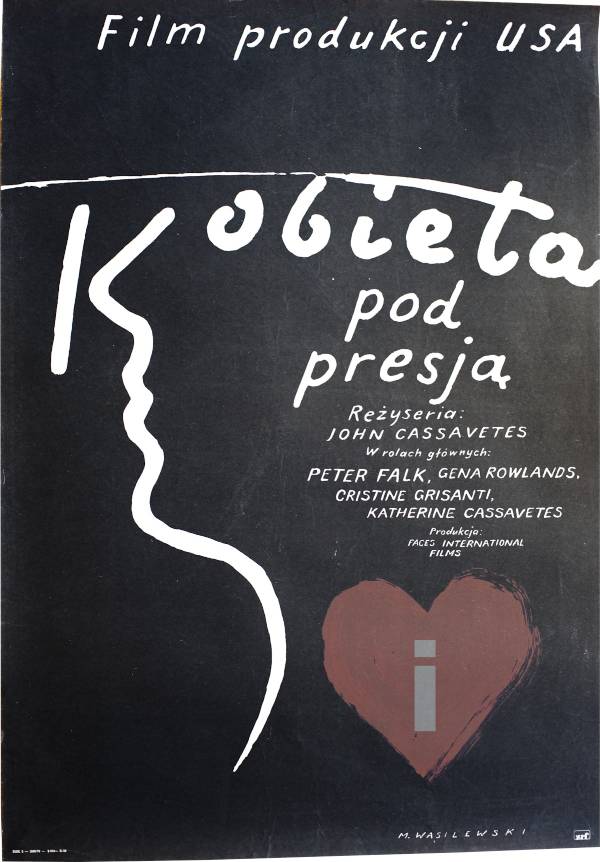 Film produkcji USA
Kobieta
pod
presją
Reżyseria:
JOHN CASSAVETES
W rolach głównych:
PETER FALK, GENA ROWLANDS,
CRISTINE GRISANTI,
KATHERINE CASSAVETES
Produkcja:
FACES INTERNATIONAL
FILMS
i
M. WASILEWSKI
zrf